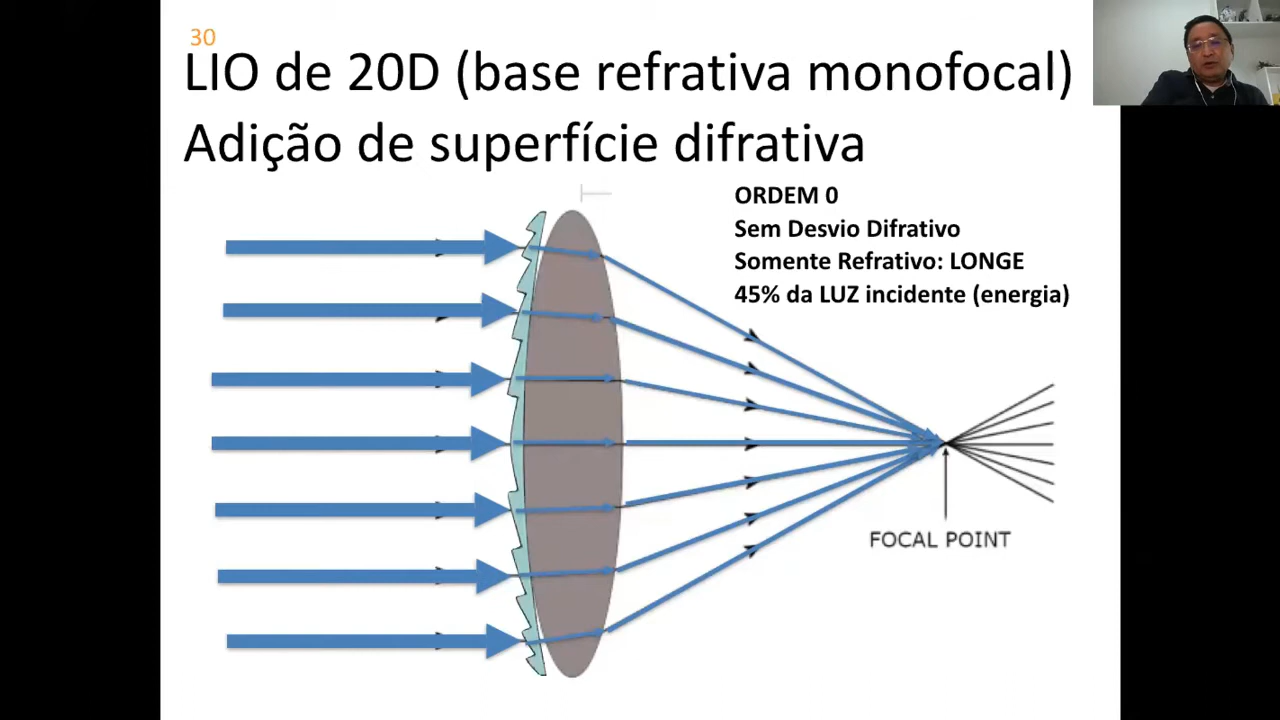 30
LIO de 20D (base refrativa monofocal)
Adição de superfície difrativa
ORDEM 0
Sem Desvio Difrativo
Somente Refrativo: LONGE
45% da LUZ incidente (energia)
FOCAL POINT